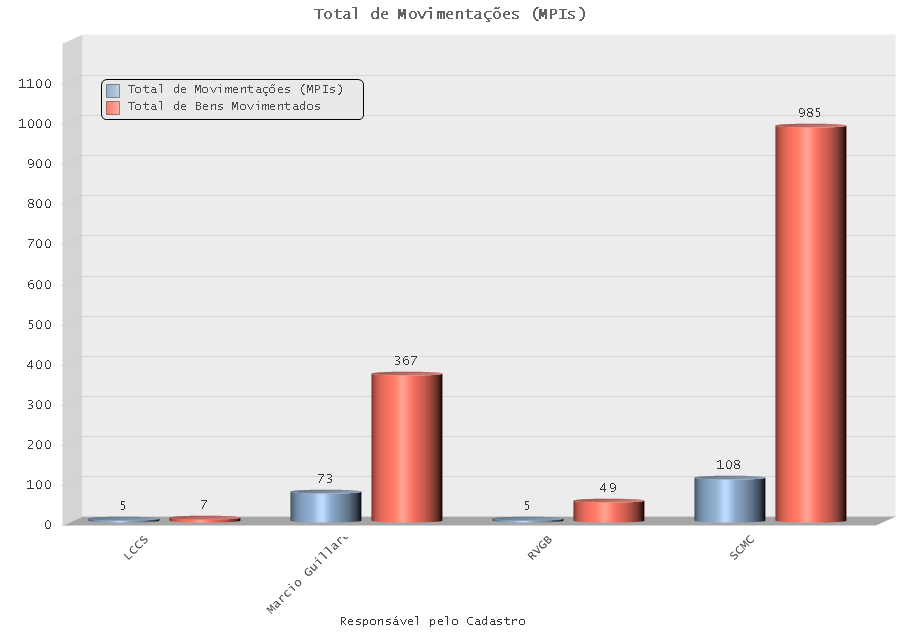 Total de Movimentações (MPIs)
1100
1000
900
800
700
600
500
400
300
200
100
0
Total de Movimentações (MPIs)
Total de Bens Movimentados
5
7
73
367
5
49
108
985
LCCS
Marcio
RVGB
SCMC
Responsável pelo Cadastro